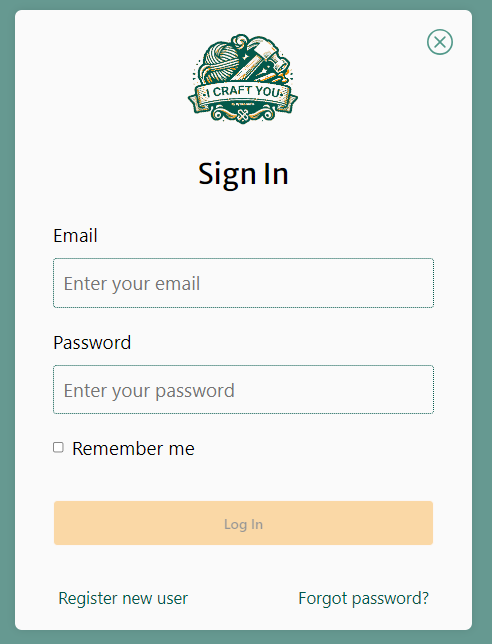 I CRAFT YOU
Sign In
Email
Enter your email
Password
Enter your password
Remember me
Log In
Register new user
Forgot password?